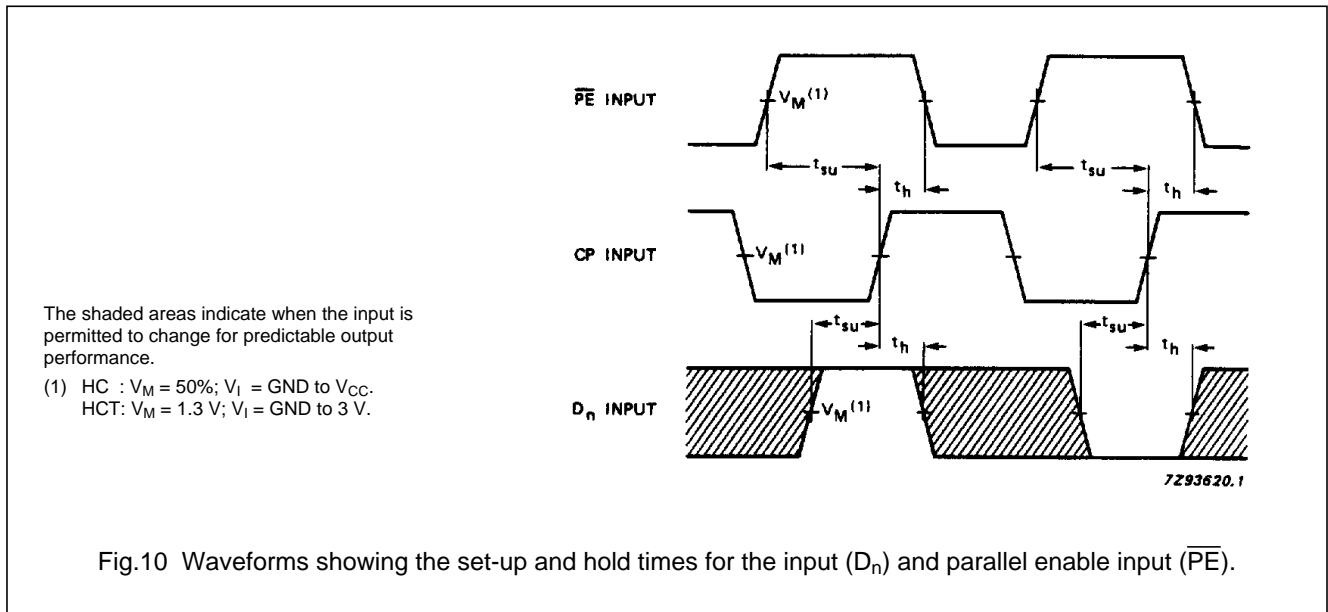 PE INPUT
V_M(1)
t_su
t_su
t_h
t_h
CP INPUT
V_M(1)
The shaded areas indicate when the input is
permitted to change for predictable output
performance.
(1) HC : V_M = 50%; V_I = GND to V_CC.
HCT: V_M = 1.3 V; V_I = GND to 3 V.
t_su
t_su
t_h
t_h
D_n INPUT
V_M(1)
7Z93620.1
Fig.10 Waveforms showing the set-up and hold times for the input (D_n) and parallel enable input (PE).